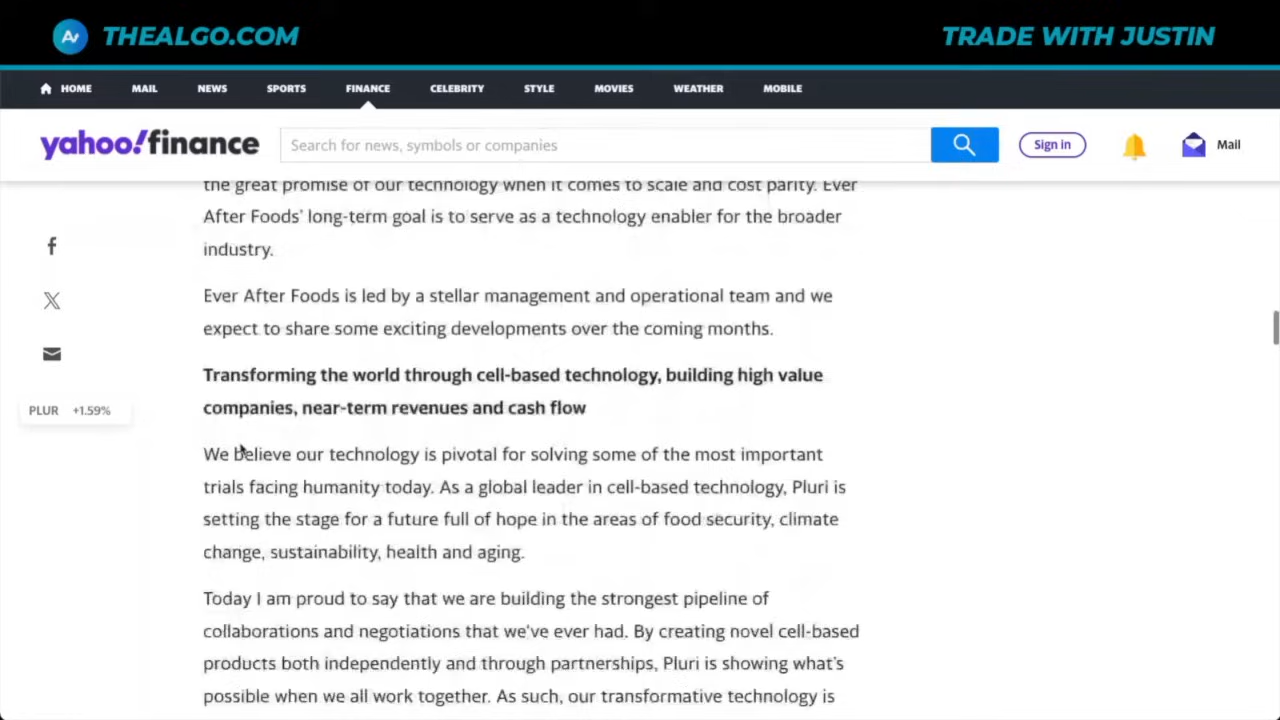 THEALGO.COM
TRADE WITH JUSTIN
HOME MAIL NEWS SPORTS FINANCE CELEBRITY STYLE MOVIES WEATHER MOBILE
yahoo!finance
Search for news, symbols or companies
Sign in
Mail
the great promise of our technology when it comes to scale and cost parity. Ever
After Foods' long-term goal is to serve as a technology enabler for the broader
industry.
Ever After Foods is led by a stellar management and operational team and we
expect to share some exciting developments over the coming months.
Transforming the world through cell-based technology, building high value
companies, near-term revenues and cash flow
PLUR +1.59%
We believe our technology is pivotal for solving some of the most important
trials facing humanity today. As a global leader in cell-based technology, Pluri is
setting the stage for a future full of hope in the areas of food security, climate
change, sustainability, health and aging.
Today I am proud to say that we are building the strongest pipeline of
collaborations and negotiations that we've ever had. By creating novel cell-based
products both independently and through partnerships, Pluri is showing what's
possible when we all work together. As such, our transformative technology is